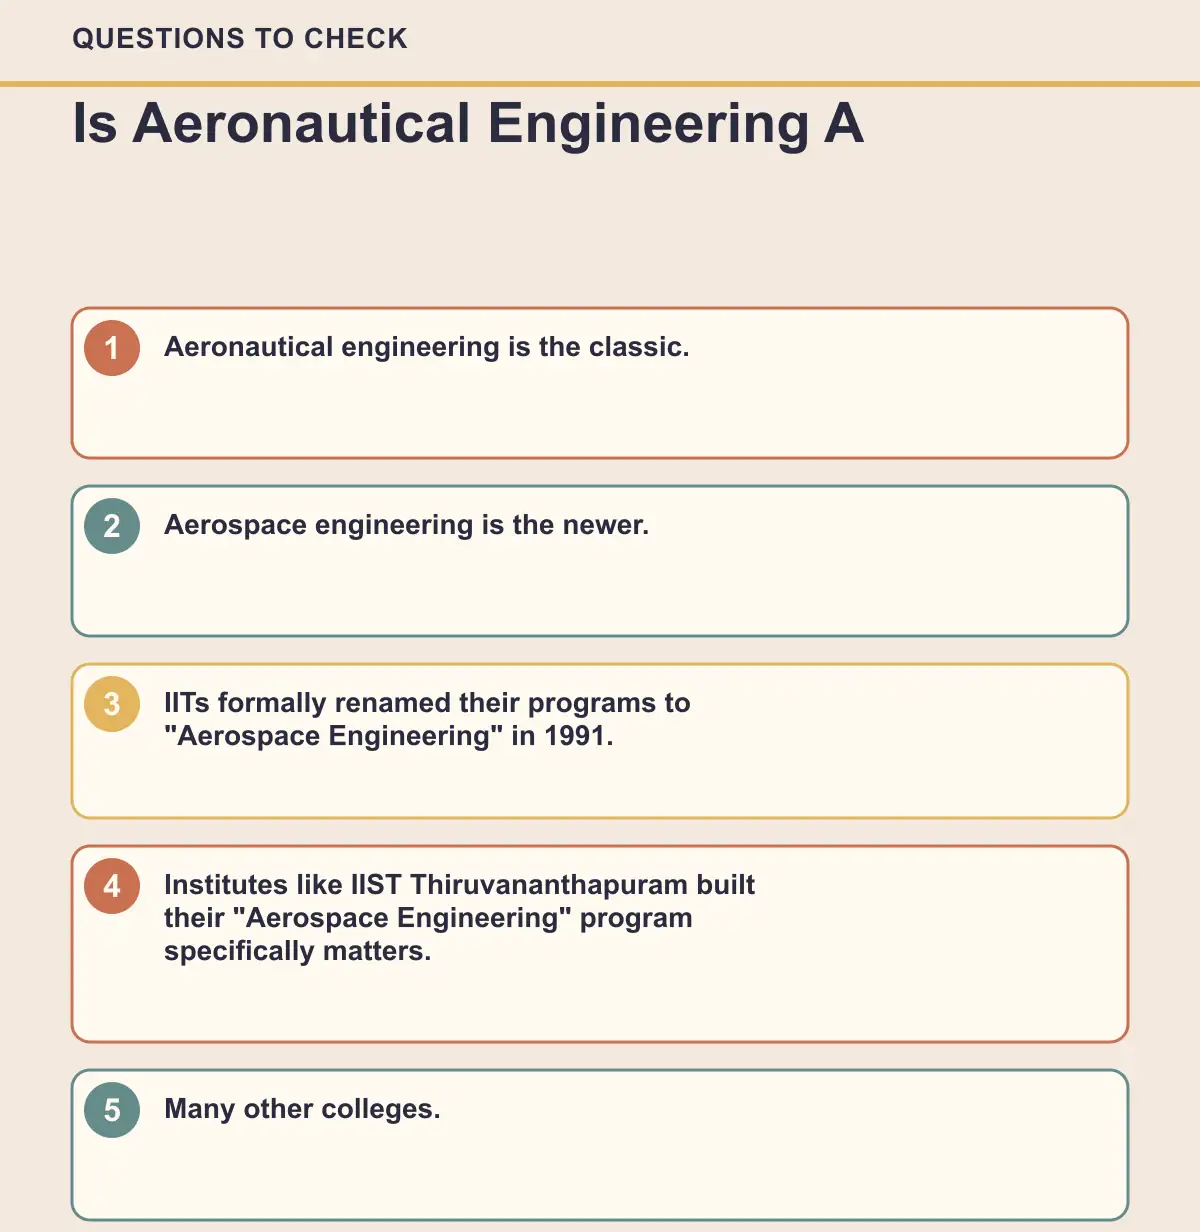 QUESTIONS TO CHECK
Is Aeronautical Engineering A
1
Aeronautical engineering is the classic.
2
Aerospace engineering is the newer.
3
IITs formally renamed their programs to
"Aerospace Engineering" in 1991.
4
Institutes like IIST Thiruvananthapuram built
their "Aerospace Engineering" program
specifically matters.
5
Many other colleges.